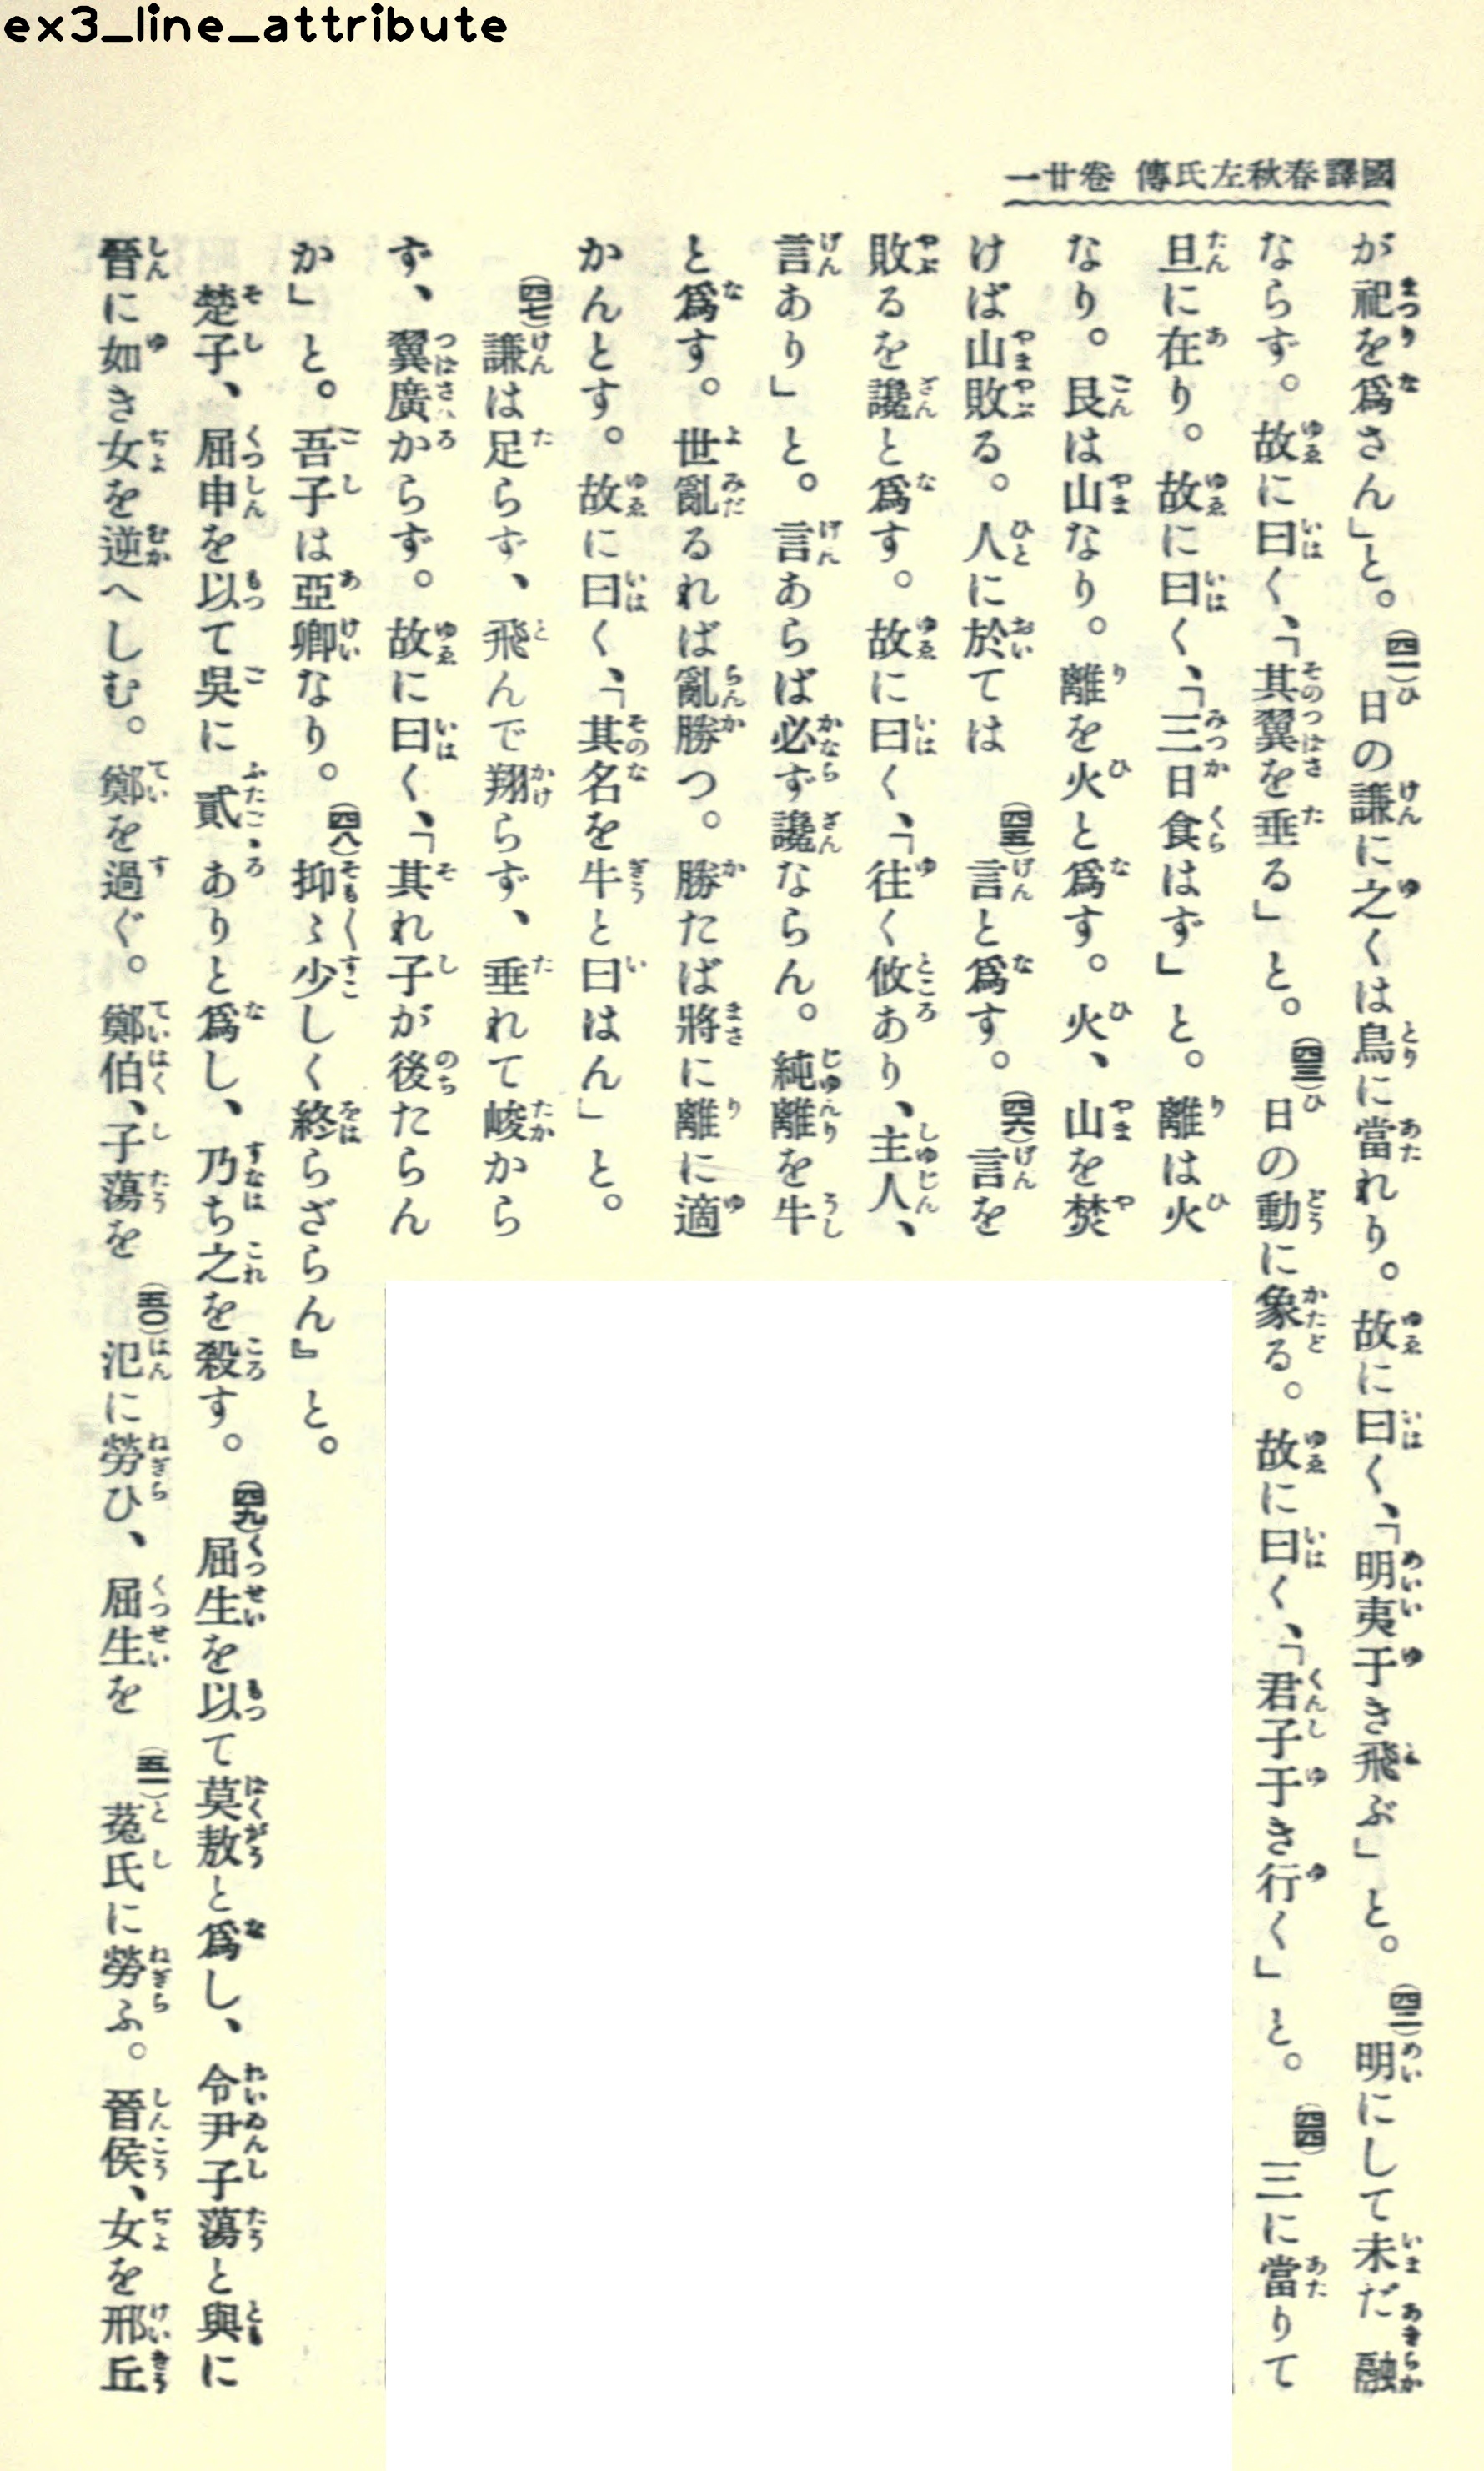 ex3_line_attribute
國譯春秋左氏傳 卷廿一
が祀を爲さん」と。(四一)日の謙に之くは鳥に當れり。故に曰く、「明夷于き飛ぶ」と。(四二)明にして未だ融
ならず。故に曰く、「其翼を垂る」と。(四三)日の動に象る。故に曰く、「君子于き行く」と。(四四)三に當りて
旦に在り。故に曰く、「三日食はず」と。離は火
なり。艮は山なり。離を火と爲す。火、山を焚
けば山敗る。人に於ては(四五)言と爲す。(四六)言を
敗るを讒と爲す。故に曰く、「往く攸あり、主人、
言あり」と。言あらば必ず讒ならん。純離を牛
と爲す。世亂るれば亂勝つ。勝たば將に離に適
かんとす。故に曰く、「其名を牛と曰はん」と。
(四七)謙は足らず、飛んで翔らず、垂れて峻から
ず、翼廣からず。故に曰く、「其れ子が後たらん
か」と。吾子は亞卿なり。(四八)抑〻少しく終らざらん』と。
楚子、屈申を以て吳に貳ありと爲し、乃ち之を殺す。(四九)屈生を以て莫敖と爲し、令尹子蕩と與に
晉に如き女を逆へしむ。鄭を過ぐ。鄭伯、子蕩を(五〇)氾に勞ひ、屈生を(五一)菟氏に勞ふ。晉侯、女を邢丘